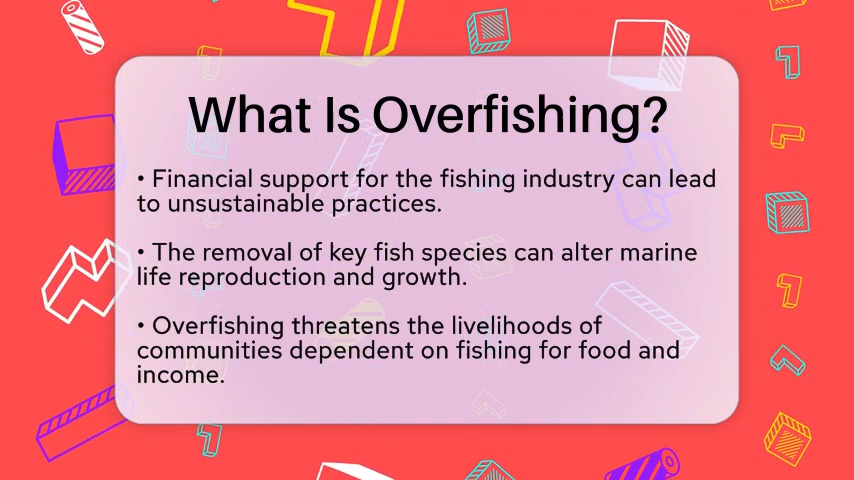 What Is Overfishing?
• Financial support for the fishing industry can lead
to unsustainable practices.
• The removal of key fish species can alter marine
life reproduction and growth.
• Overfishing threatens the livelihoods of
communities dependent on fishing for food and
income.